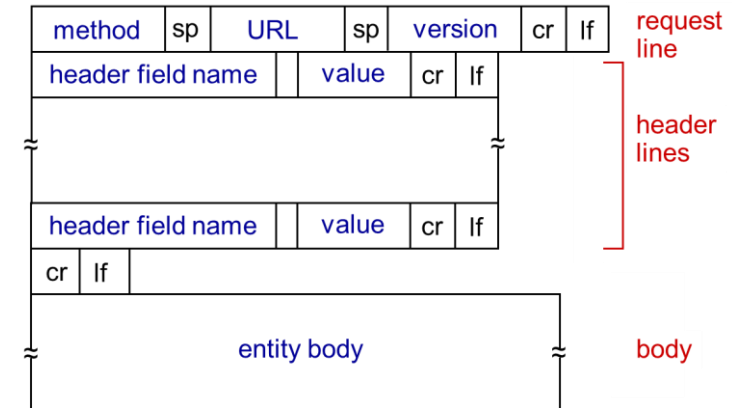 method sp URL sp version cr lf request
line
header field name value cr lf
header
lines
header field name value cr lf
cr lf
entity body body